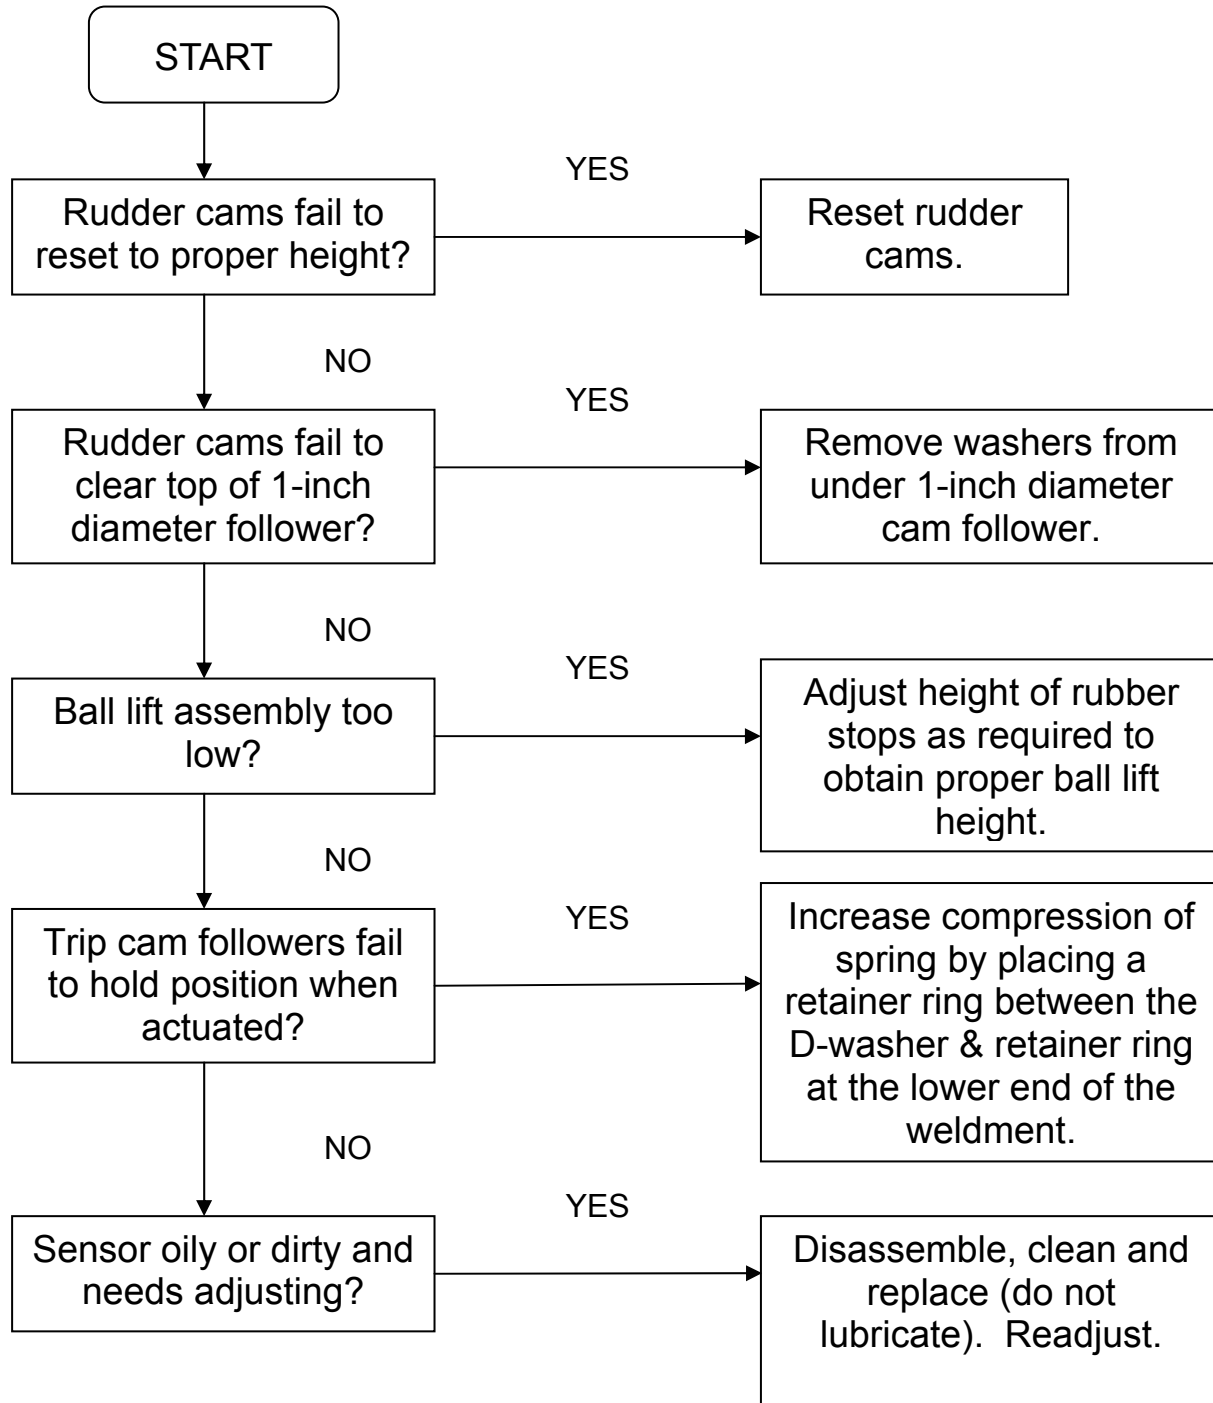 START
YES
Rudder cams fail to
reset to proper height?
Reset rudder
cams.
NO
YES
Rudder cams fail to
clear top of 1-inch
diameter follower?
Remove washers from
under 1-inch diameter
cam follower.
NO
YES
Ball lift assembly too
low?
Adjust height of rubber
stops as required to
obtain proper ball lift
height.
NO
YES
Trip cam followers fail
to hold position when
actuated?
Increase compression of
spring by placing a
retainer ring between the
D-washer & retainer ring
at the lower end of the
weldment.
NO
YES
Sensor oily or dirty and
needs adjusting?
Disassemble, clean and
replace (do not
lubricate).  Readjust.